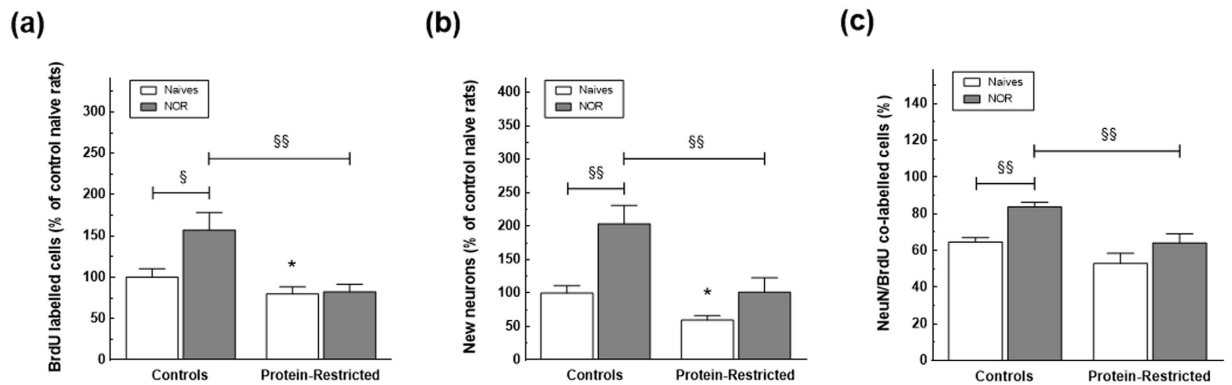 (a)
BrdU labelled cells (% of control naive rats)
300
250
200
150
100
50
0
Naives
NOR
§
§§
*
Controls
Protein-Restricted
(b)
New neurons (% of control naive rats)
400
350
300
250
200
150
100
50
0
Naives
NOR
§§
§§
*
Controls
Protein-Restricted
(c)
NeuN/BrdU co-labelled cells (%)
140
120
100
80
60
40
20
0
Naives
NOR
§§
§§
Controls
Protein-Restricted